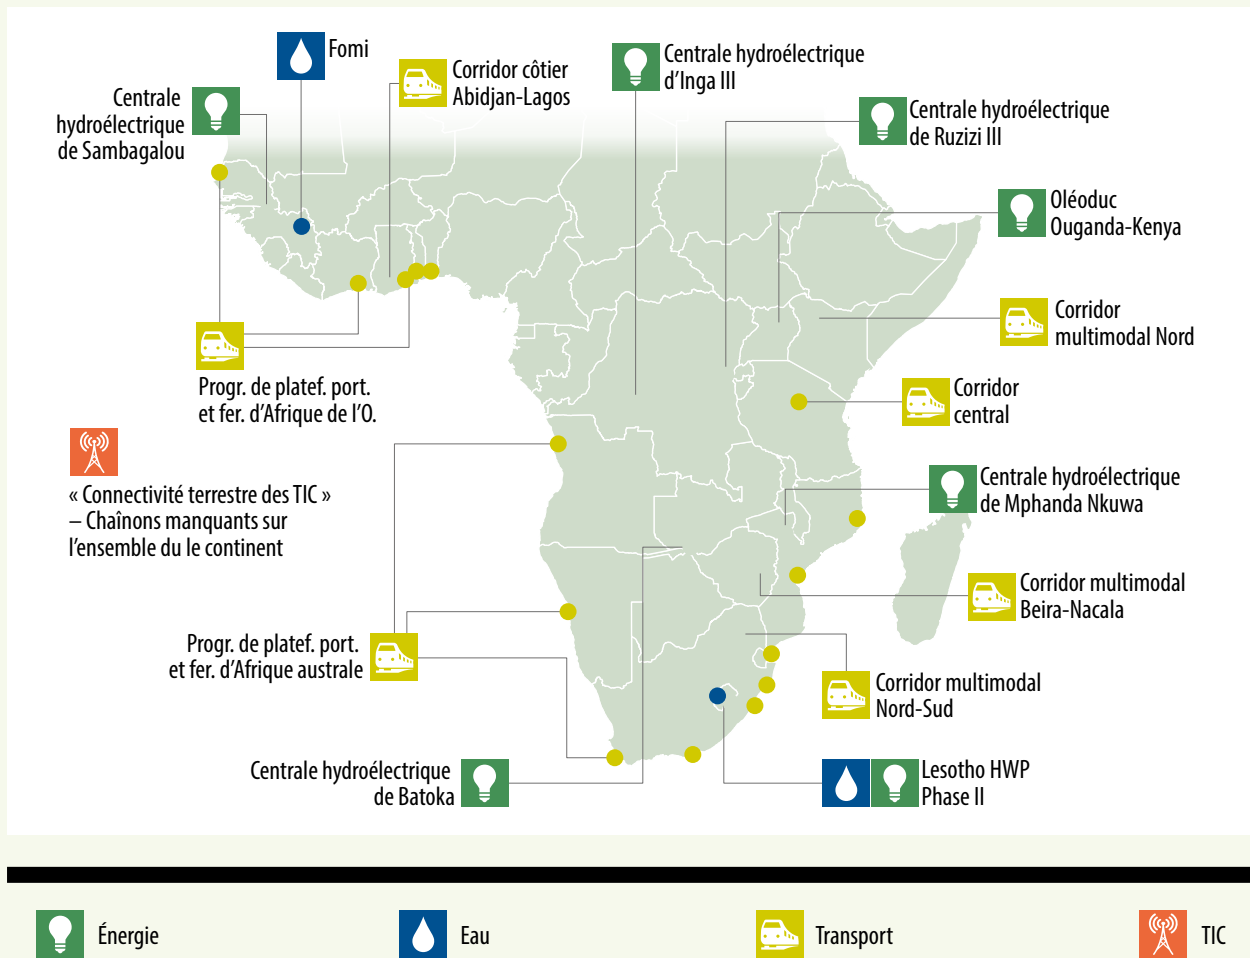 Fomi
Corridor côtier
Abidjan-Lagos
Centrale hydroélectrique
d’Inga III
Centrale
hydroélectrique
de Sambagalou
Centrale hydroélectrique
de Ruzizi III
Oléoduc
Ouganda-Kenya
Corridor
multimodal Nord
Progr. de platef. port.
et fer. d’Afrique de l’O.
Corridor
central
« Connectivité terrestre des TIC »
– Chaînons manquants sur
l’ensemble du le continent
Centrale hydroélectrique
de Mphanda Nkuwa
Corridor multimodal
Beira-Nacala
Progr. de platef. port.
et fer. d’Afrique australe
Corridor multimodal
Nord-Sud
Centrale hydroélectrique
de Batoka
Lesotho HWP
Phase II
Énergie
Eau
Transport
TIC